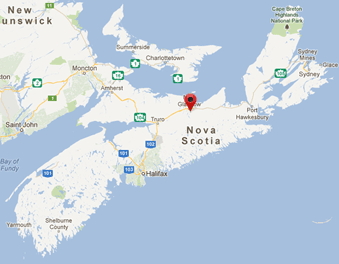 New
unswick
Cape Breton
Highlands
National Park
Summerside
Charlottetown
Moncton
Sydney
Mines
Glace
Sydney
Amherst
Port
Hawkesbury
Truro
Nova
Scotia
Saint John
102
101
103
Halifax
Bay of
Fundy
101
Shelburne
County
Yarmouth